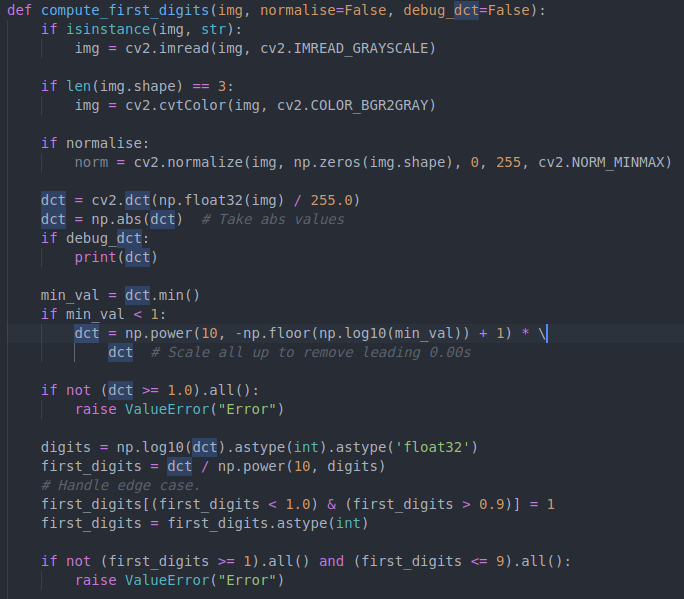 def compute_first_digits(img, normalise=False, debug_dct=False):
    if isinstance(img, str):
        img = cv2.imread(img, cv2.IMREAD_GRAYSCALE)

    if len(img.shape) == 3:
        img = cv2.cvtColor(img, cv2.COLOR_BGR2GRAY)

    if normalise:
        norm = cv2.normalize(img, np.zeros(img.shape), 0, 255, cv2.NORM_MINMAX)

    dct = cv2.dct(np.float32(img) / 255.0)
    dct = np.abs(dct)  # Take abs values
    if debug_dct:
        print(dct)

    min_val = dct.min()
    if min_val < 1:
        dct = np.power(10, -np.floor(np.log10(min_val)) + 1) * \
            dct  # Scale all up to remove leading 0.00s

    if not (dct >= 1.0).all():
        raise ValueError("Error")

    digits = np.log10(dct).astype(int).astype('float32')
    first_digits = dct / np.power(10, digits)
    # Handle edge case.
    first_digits[(first_digits < 1.0) & (first_digits > 0.9)] = 1
    first_digits = first_digits.astype(int)

    if not (first_digits >= 1).all() and (first_digits <= 9).all():
        raise ValueError("Error")